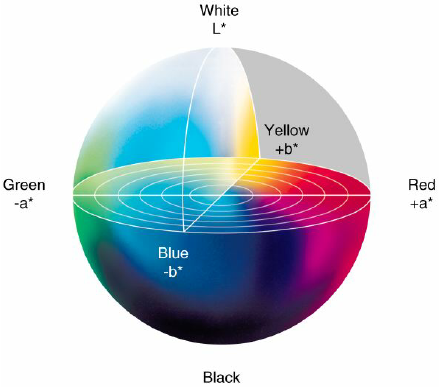 White
L*
Yellow
+b*
Green
-a*
Red
+a*
Blue
-b*
Black